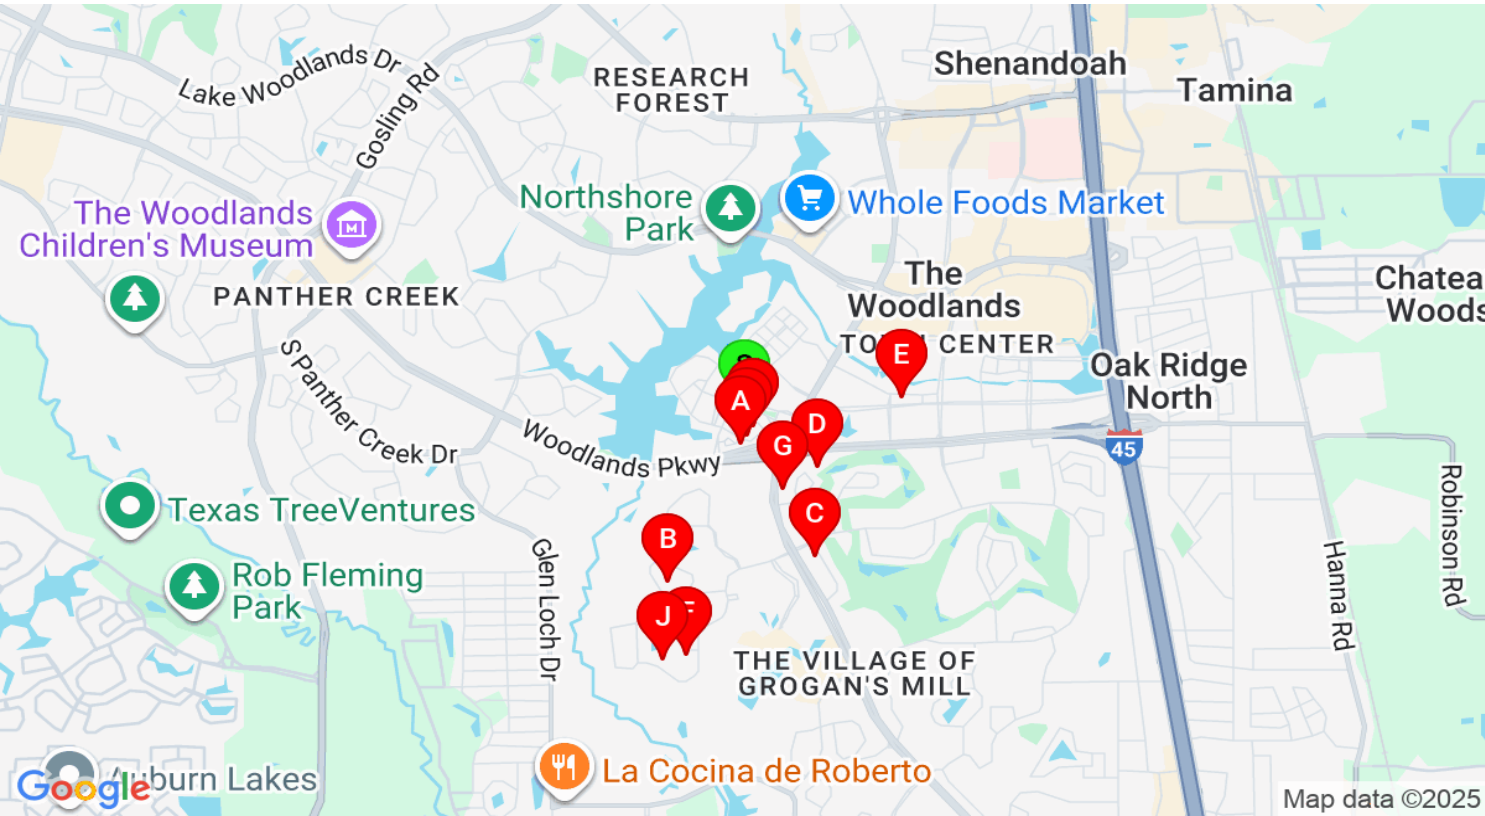 Shenandoah
Tamina
Lake Woodlands Dr
Gosling Rd
RESEARCH
FOREST
Northshore
Park
Whole Foods Market
The Woodlands
Children's Museum
PANTHER CREEK
The
Woodlands
CENTER
Chatea
Woods
Oak Ridge
North
S Panther Creek Dr
Woodlands Pkwy
E
A
D
G
45
C
B
J
Texas TreeVentures
Rob Fleming
Park
Glen Loch Dr
Hanna Rd
Robinson Rd
THE VILLAGE OF
GROGAN'S MILL
La Cocina de Roberto
Auburn Lakes
Google
Map data ©2025